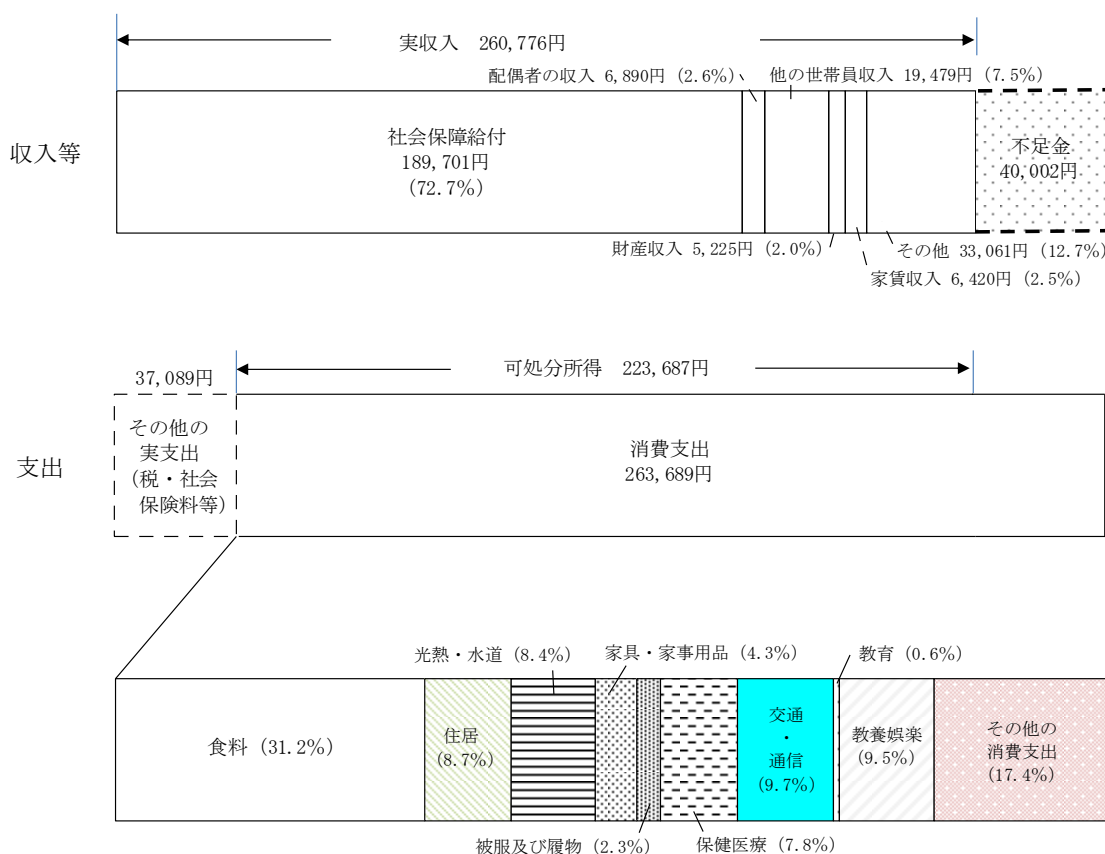 実収入 260,776円
配偶者の収入 6,890円 (2.6%)
他の世帯員収入 19,479円 (7.5%)
収入等
社会保障給付
189,701円
(72.7%)
不足金
40,002円
財産収入 5,225円 (2.0%)
その他 33,061円 (12.7%)
家賃収入 6,420円 (2.5%)
可処分所得 223,687円
37,089円
支出
その他の
実支出
(税・社会
保険料等)
消費支出
263,689円
光熱・水道 (8.4%)
家具・家事用品 (4.3%)
教育 (0.6%)
食料 (31.2%)
住居
(8.7%)
交通
・
通信
(9.7%)
教養娯楽
(9.5%)
その他の
消費支出
(17.4%)
被服及び履物 (2.3%)
保健医療 (7.8%)